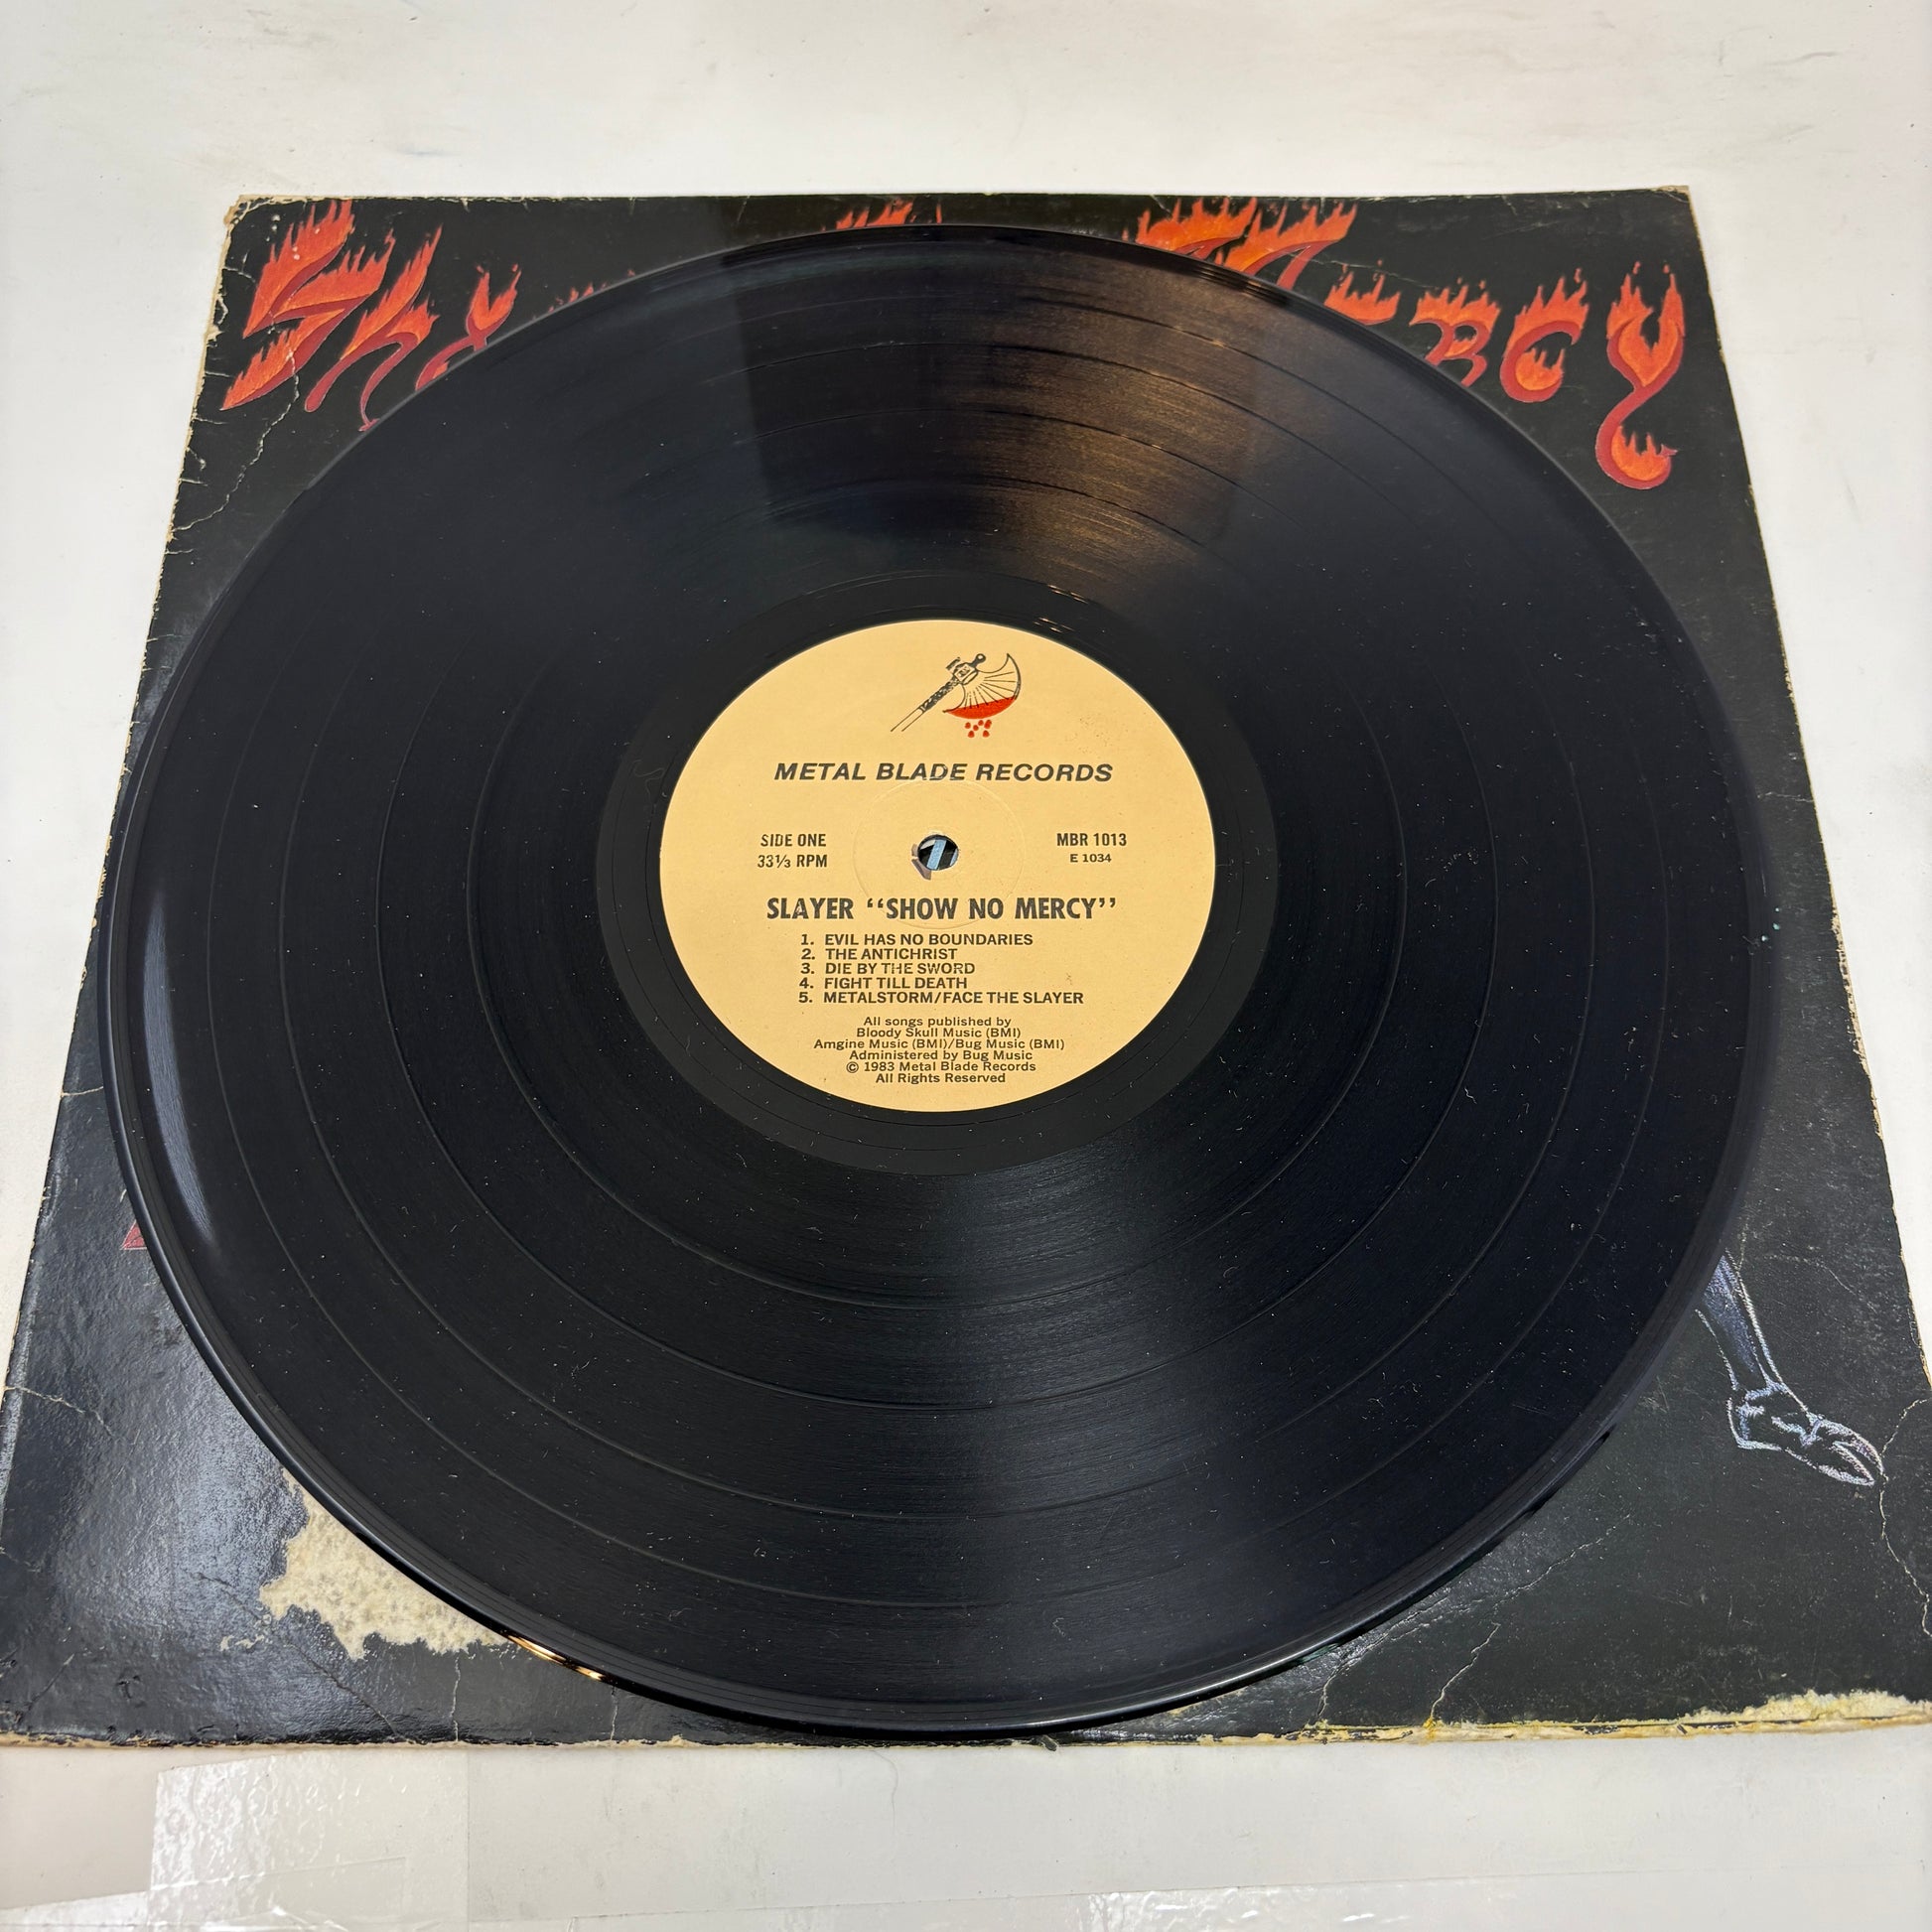 Mercy
METAL BLADE RECORDS
SIDE ONE
33⅓ RPM
MBR 1013
E 1034
SLAYER “SHOW NO MERCY”
1. EVIL HAS NO BOUNDARIES
2. THE ANTICHRIST
3. DIE BY THE SWORD
4. FIGHT TILL DEATH
5. METALSTORM/FACE THE SLAYER
All songs published by
Bloody Skull Music (BMI)
Amgine Music (BMI)/Bug Music (BMI)
Administered by Bug Music
© 1983 Metal Blade Records
All Rights Reserved